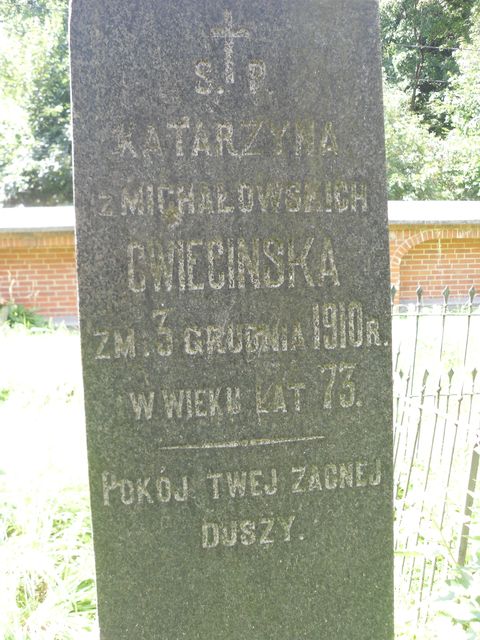 Ś. P.
KATARZYNA
z MICHAŁOWSKICH
ĆWIECIŃSKA
ZM. 3 GRUDNIA 1910 R.
W WIEKU LAT 73.
POKÓJ TWEJ ZACNEJ
DUSZY.